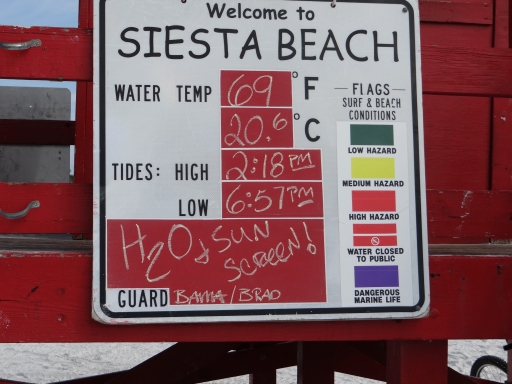 Welcome to
SIESTA BEACH
WATER TEMP 69 °F
20.6 °C
TIDES: HIGH 2:18 PM
LOW 6:57 PM
H2O & SUN
SCREEN!
GUARD BAMA/BRAD
FLAGS
SURF & BEACH
CONDITIONS
LOW HAZARD
MEDIUM HAZARD
HIGH HAZARD
WATER CLOSED
TO PUBLIC
DANGEROUS
MARINE LIFE